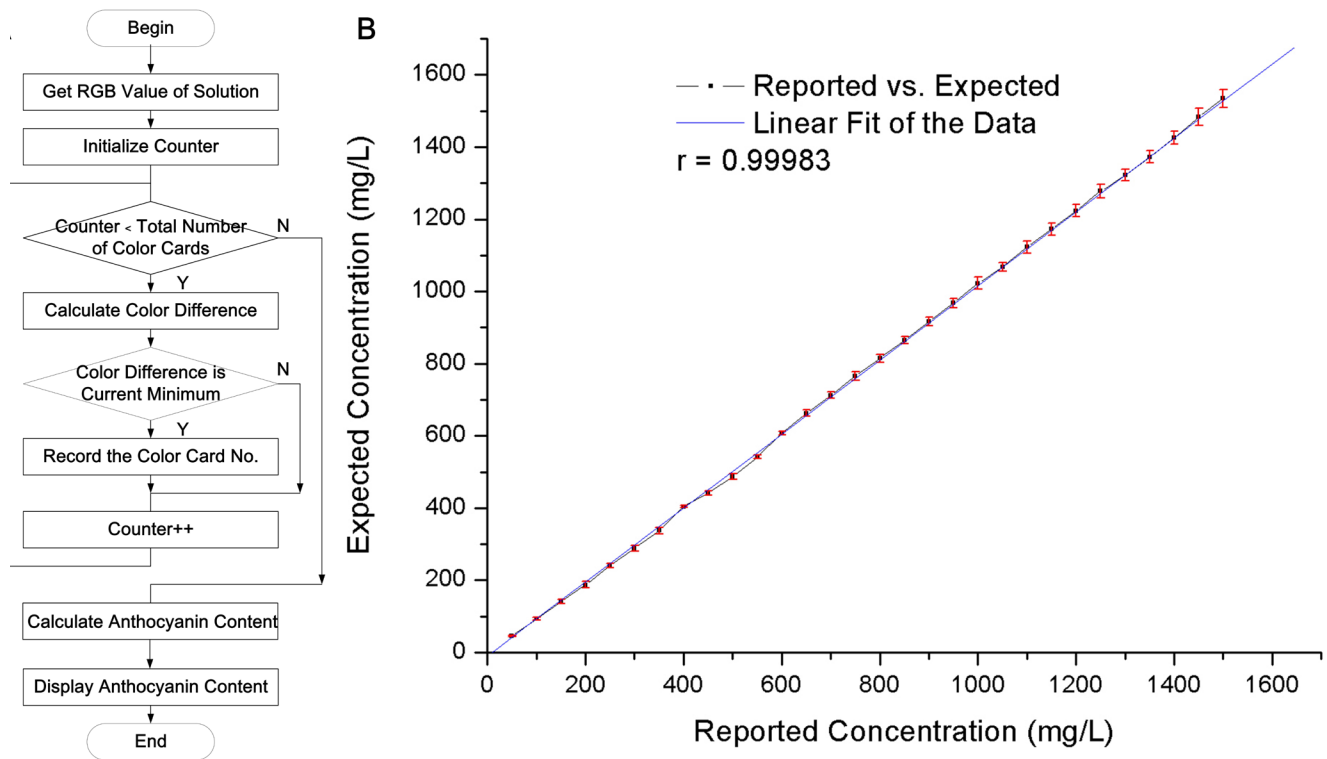 Begin
Get RGB Value of Solution
Initialize Counter
Counter < Total Number
of Color Cards
N
Y
Calculate Color Difference
Color Difference is
Current Minimum
N
Y
Record the Color Card No.
Counter++
Calculate Anthocyanin Content
Display Anthocyanin Content
End
B
Reported vs. Expected
Linear Fit of the Data
r = 0.99983
Expected Concentration (mg/L)
1600
1400
1200
1000
800
600
400
200
0
0 200 400 600 800 1000 1200 1400 1600
Reported Concentration (mg/L)